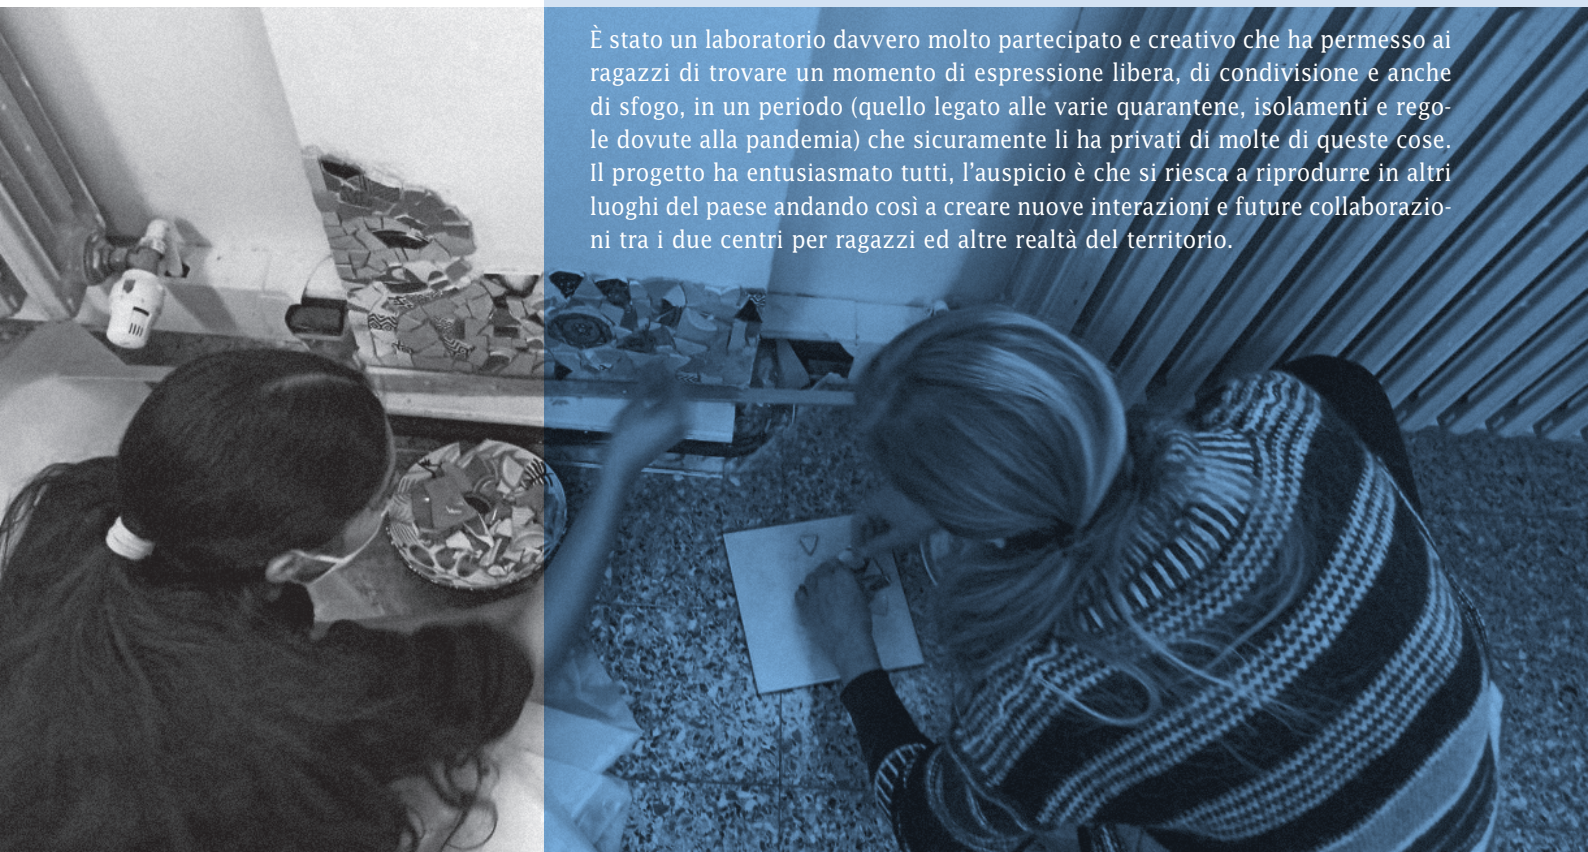 È stato un laboratorio davvero molto partecipato e creativo che ha permesso ai
ragazzi di trovare un momento di espressione libera, di condivisione e anche
di sfogo, in un periodo (quello legato alle varie quarantene, isolamenti e rego-
le dovute alla pandemia) che sicuramente li ha privati di molte di queste cose.
Il progetto ha entusiasmato tutti, l’auspicio è che si riesca a riprodurre in altri
luoghi del paese andando così a creare nuove interazioni e future collaborazio-
ni tra i due centri per ragazzi ed altre realtà del territorio.